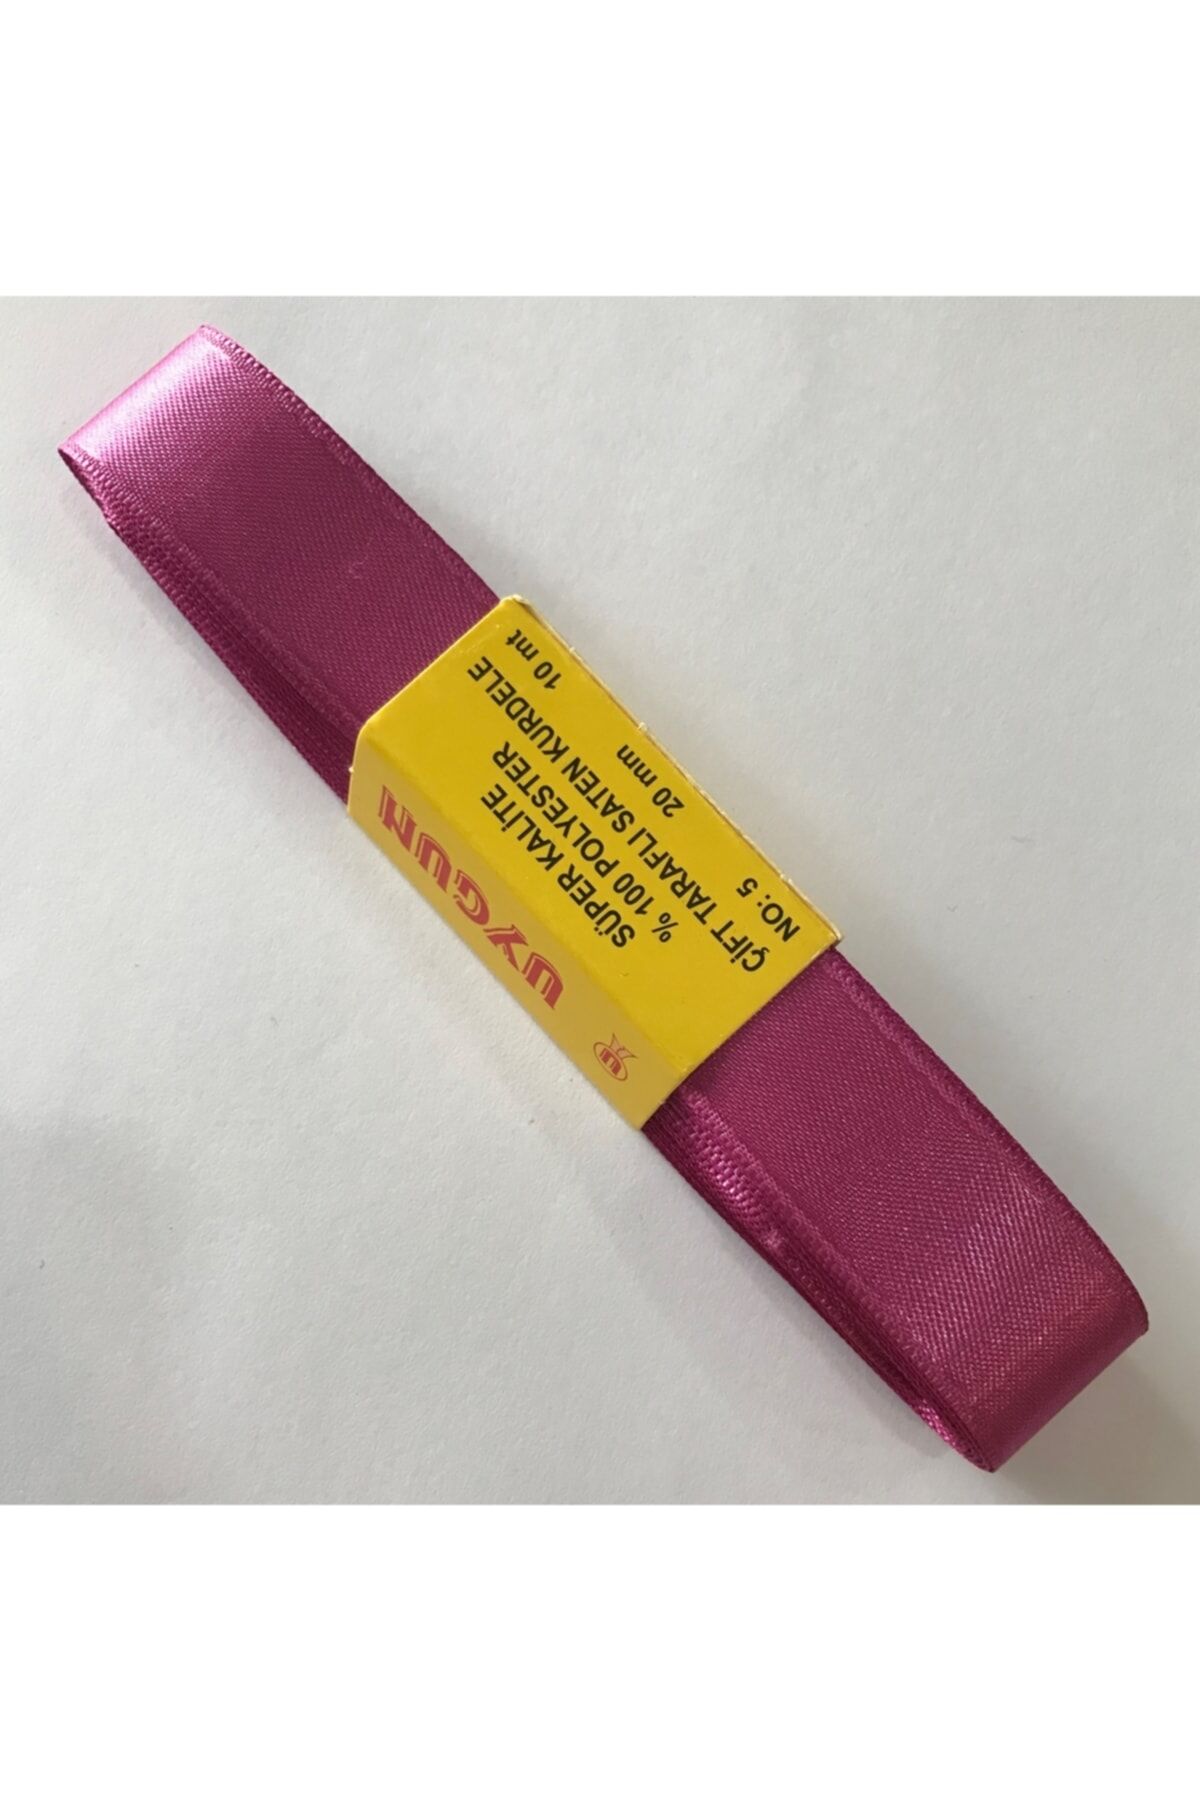 SÜPER KALİTE
% 100 POLYESTER
ÇİFT TARAFLI SATEN KURDELE
NO: 5 20 mm 10 mt
U
UYGUN